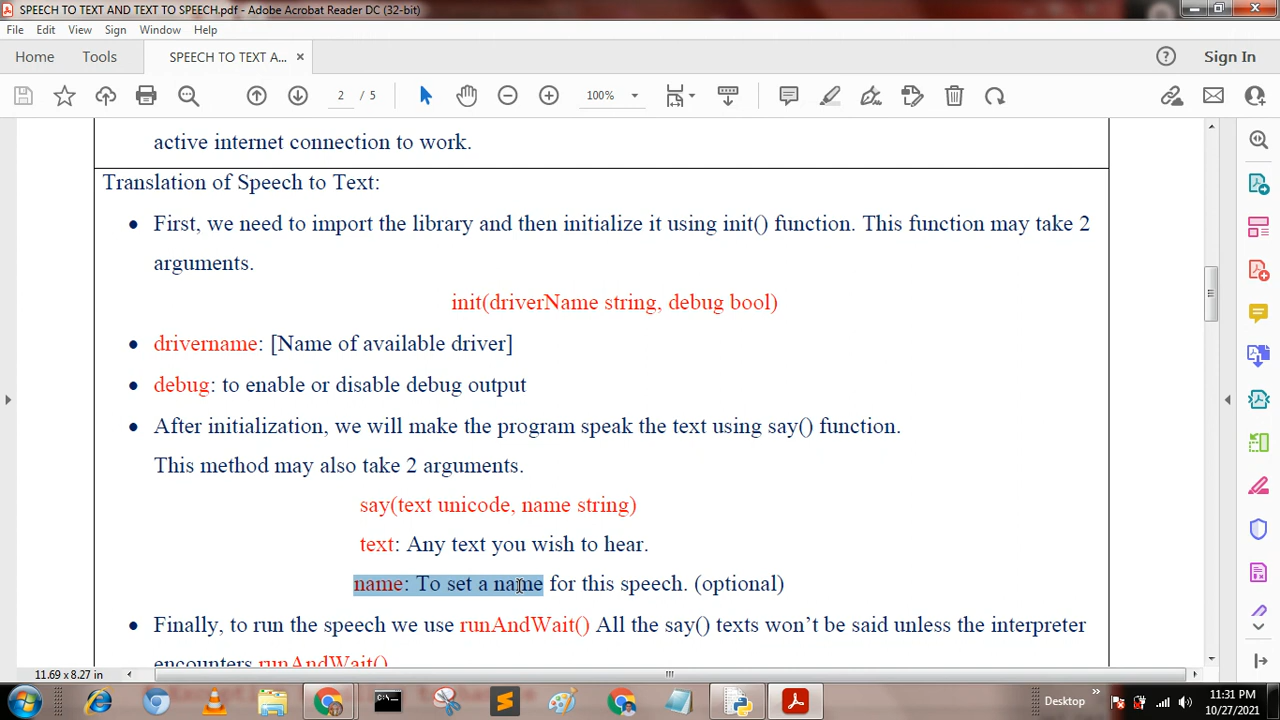 SPEECH TO TEXT AND TEXT TO SPEECH.pdf - Adobe Acrobat Reader DC (32-bit)
File Edit View Sign Window Help
Home Tools SPEECH TO TEXT A... × Sign In
2 / 5 100%
active internet connection to work.
Translation of Speech to Text:
• First, we need to import the library and then initialize it using init() function. This function may take 2
arguments.
init(driverName string, debug bool)
• drivername: [Name of available driver]
• debug: to enable or disable debug output
• After initialization, we will make the program speak the text using say() function.
This method may also take 2 arguments.
say(text unicode, name string)
text: Any text you wish to hear.
name: To set a name for this speech. (optional)
• Finally, to run the speech we use runAndWait() All the say() texts won’t be said unless the interpreter
encounters runAndWait()
11.69 x 8.27 in
Desktop
11:31 PM
10/27/2021